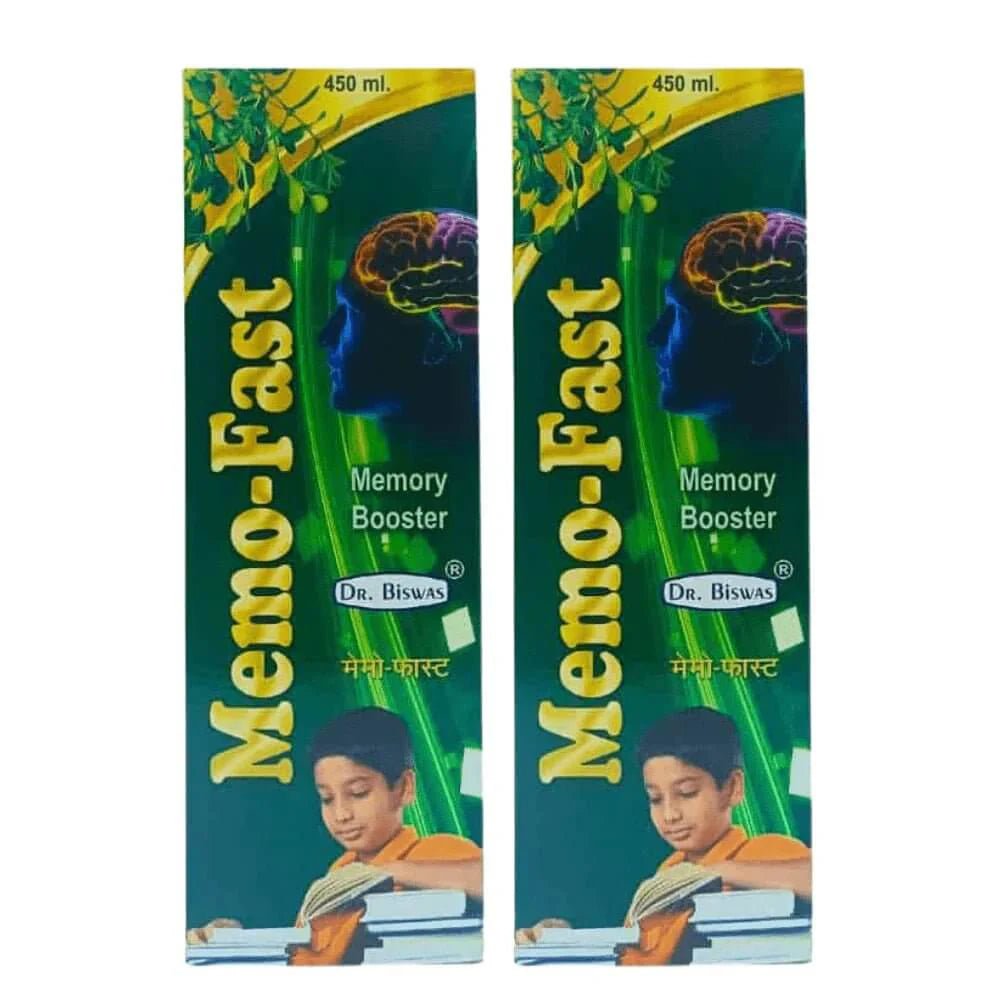 450 ml.
Memo-Fast
Memory
Booster
DR. BISWAS®
मेमो-फास्ट
450 ml.
Memo-Fast
Memory
Booster
DR. BISWAS®
मेमो-फास्ट